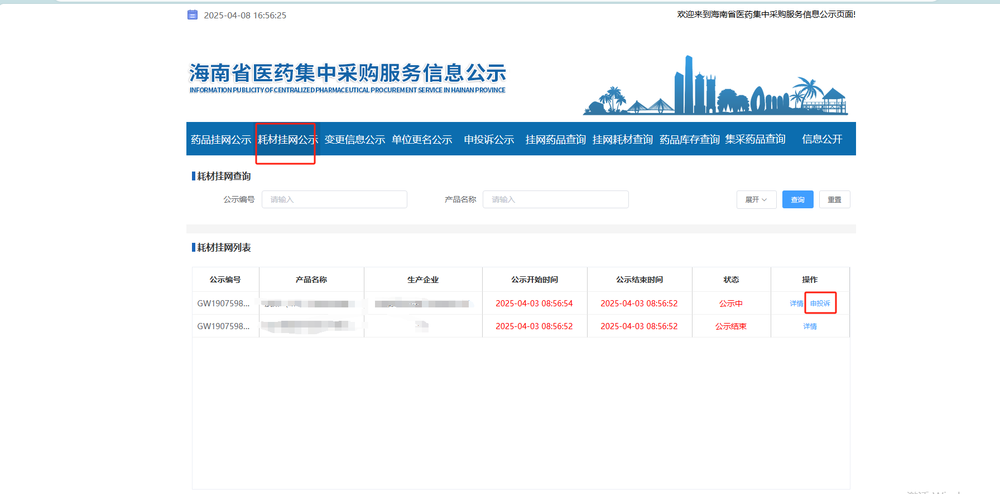 2025-04-08 16:56:25
欢迎来到海南省医药集中采购服务信息公示页面!
海南省医药集中采购服务信息公示
INFORMATION PUBLICITY OF CENTRALIZED PHARMACEUTICAL PROCUREMENT SERVICE IN HAINAN PROVINCE
药品挂网公示 耗材挂网公示 变更信息公示 单位更名公示 申投诉公示 挂网药品查询 挂网耗材查询 药品库存查询 集采药品查询 信息公开
耗材挂网查询
公示编号 请输入 产品名称 请输入 展开 查询 重置
耗材挂网列表
公示编号 产品名称 生产企业 公示开始时间 公示结束时间 状态 操作
GW1907598... 2025-04-03 08:56:54 2025-04-03 08:56:52 公示中 详情 申投诉
GW1907598... 2025-04-03 08:56:52 2025-04-03 08:56:52 公示结束 详情